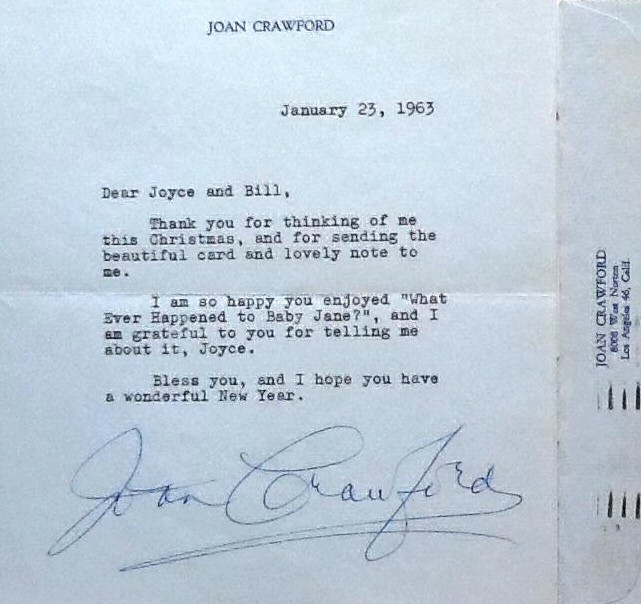 JOAN CRAWFORD
January 23, 1963
Dear Joyce and Bill,
Thank you for thinking of me
this Christmas, and for sending the
beautiful card and lovely note to
me.
I am so happy you enjoyed "What
Ever Happened to Baby Jane?", and I
am grateful to you for telling me
about it, Joyce.
Bless you, and I hope you have
a wonderful New Year.
Joan Crawford
JOAN CRAWFORD
8008 West Norton
Los Angeles 46, Calif.